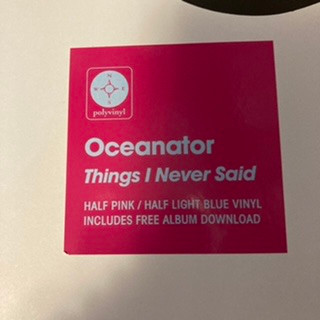 polyvinyl
Oceanator
Things I Never Said
HALF PINK / HALF LIGHT BLUE VINYL
INCLUDES FREE ALBUM DOWNLOAD